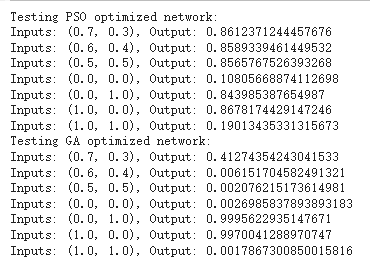 Testing PSO optimized network:
Inputs: (0.7, 0.3), Output: 0.8612371244457676
Inputs: (0.6, 0.4), Output: 0.8589339461449532
Inputs: (0.5, 0.5), Output: 0.8565767526393268
Inputs: (0.0, 0.0), Output: 0.10805668874112698
Inputs: (0.0, 1.0), Output: 0.843985387654987
Inputs: (1.0, 0.0), Output: 0.8678174429147246
Inputs: (1.0, 1.0), Output: 0.19013435331315673
Testing GA optimized network:
Inputs: (0.7, 0.3), Output: 0.41274354243041533
Inputs: (0.6, 0.4), Output: 0.006151704582491321
Inputs: (0.5, 0.5), Output: 0.002076215173614981
Inputs: (0.0, 0.0), Output: 0.0026985837893893183
Inputs: (0.0, 1.0), Output: 0.9995622935147671
Inputs: (1.0, 0.0), Output: 0.9970041288970747
Inputs: (1.0, 1.0), Output: 0.0017867300850015816